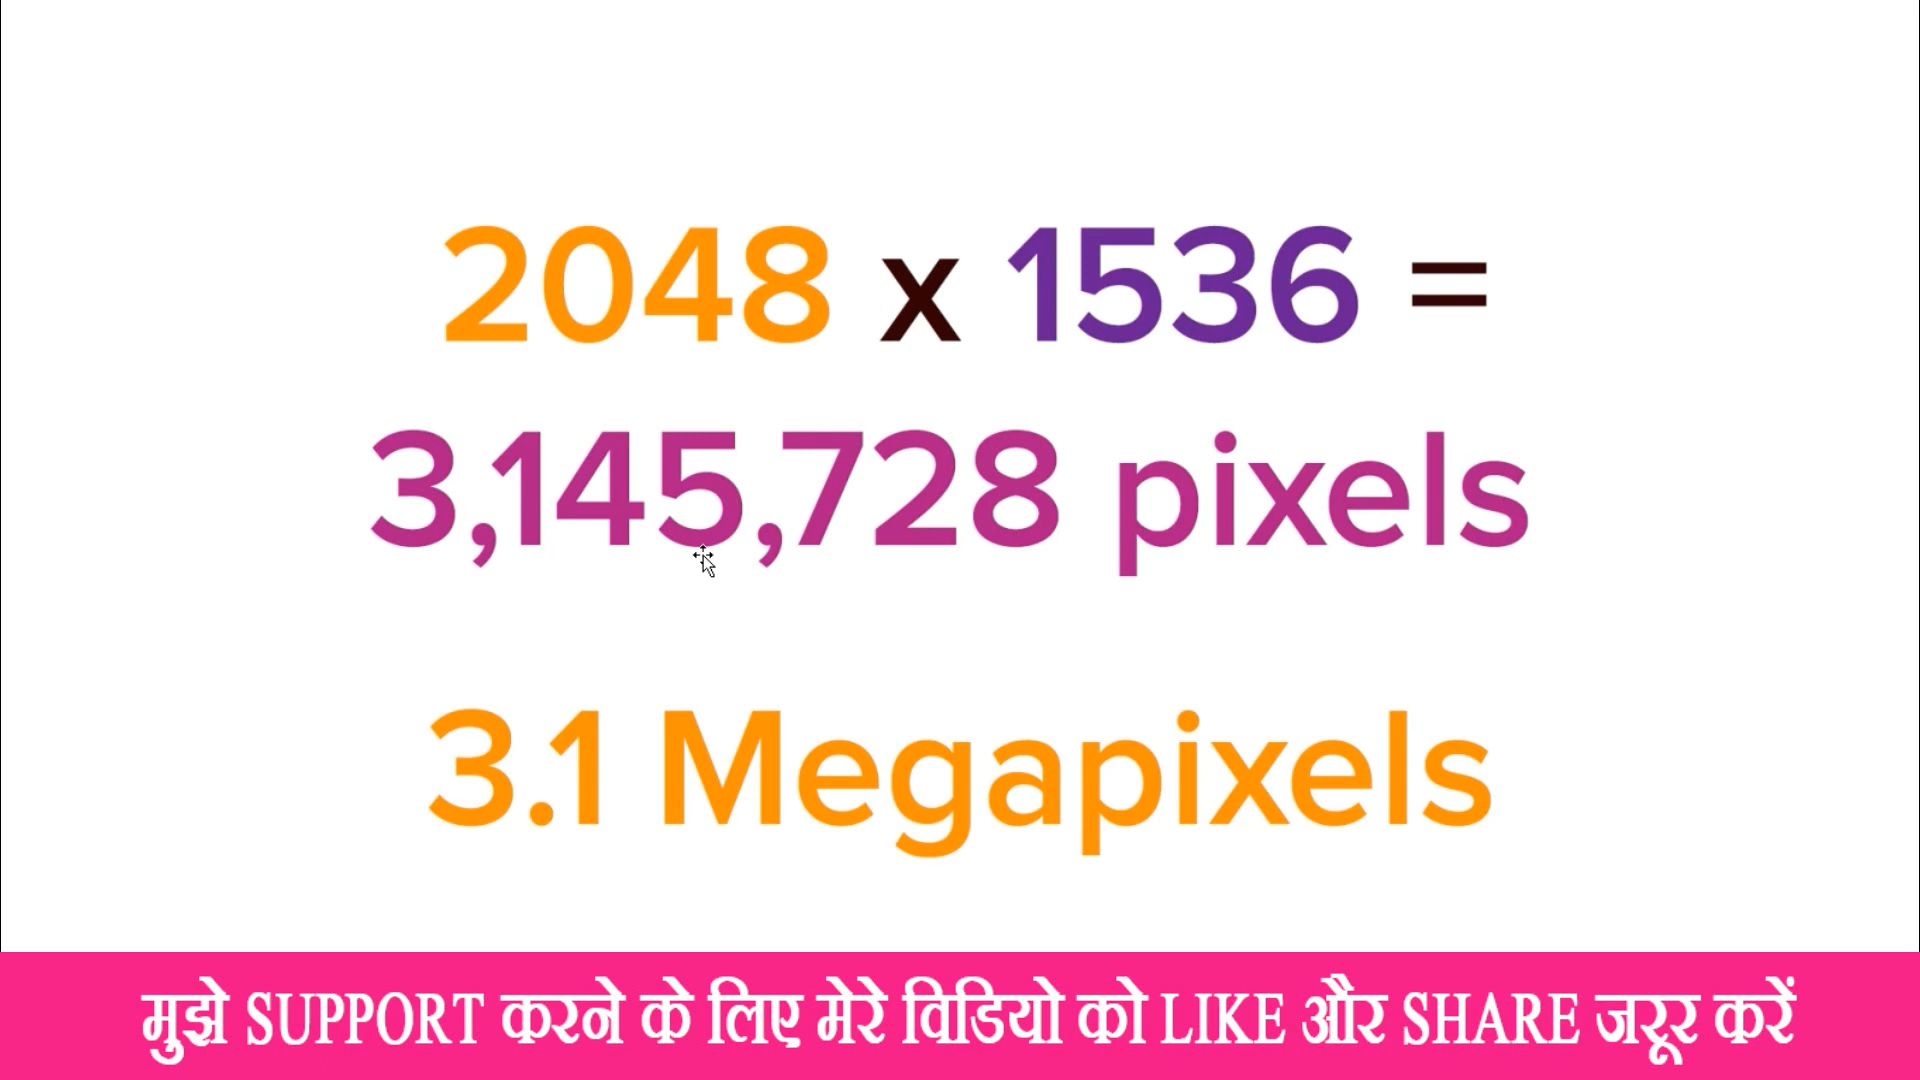 2048 x 1536 =
3,145,728 pixels
3.1 Megapixels
मुझे SUPPORT करने के लिए मेरे विडियो को LIKE और SHARE जरूर करें